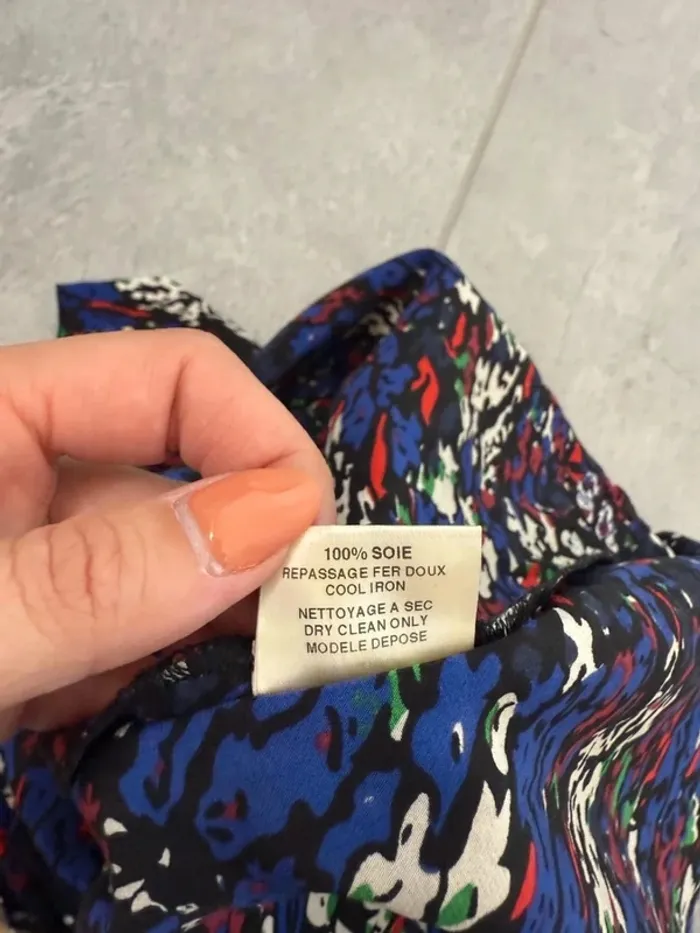 100% SOIE
REPASSAGE FER DOUX
COOL IRON
NETTOYAGE A SEC
DRY CLEAN ONLY
MODELE DEPOSE